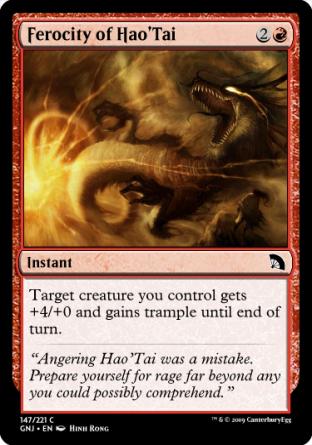 Ferocity of Hao'Tai 2
Instant
Target creature you control gets
+4/+0 and gains trample until end of
turn.
“Angering Hao'Tai was a mistake.
Prepare yourself for rage far beyond any
you could possibly comprehend.”
147/221 C
GNJ • EN Hinh Rong
™ & © 2019 CanterburyEgg